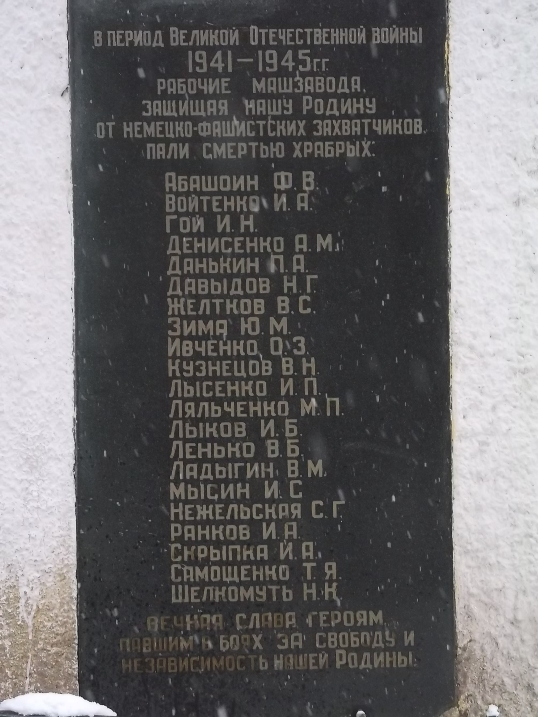 В ПЕРИОД ВЕЛИКОЙ ОТЕЧЕСТВЕННОЙ ВОЙНЫ
1941–1945ГГ.
РАБОЧИЕ МАШЗАВОДА,
ЗАЩИЩАЯ НАШУ РОДИНУ
ОТ НЕМЕЦКО-ФАШИСТСКИХ ЗАХВАТЧИКОВ.
ПАЛИ СМЕРТЬЮ ХРАБРЫХ:
АБАШОИН Ф. В.
ВОЙТЕНКО И. А.
ГОЙ И. Н.
ДЕНИСЕНКО А. М.
ДАНЬКИН П. А.
ДАВЫДОВ Н. Г.
ЖЕЛТКОВ В. С.
ЗИМА Ю. М.
ИВЧЕНКО О. З.
КУЗНЕЦОВ В. Н.
ЛЫСЕНКО И. П.
ЛЯЛЬЧЕНКО М. П.
ЛЫКОВ И. Б.
ЛЕНЬКО В. Б.
ЛАДЫГИН В. М.
МЫСИН И. С.
НЕЖЕЛЬСКАЯ С. Г.
РАНКОВ И. А.
СКРЫПКА И. А.
САМОЩЕНКО Т. Я.
ШЕЛКОМУТЬ Н. К.
ВЕЧНАЯ СЛАВА ГЕРОЯМ,
ПАВШИМ В БОЯХ ЗА СВОБОДУ И
НЕЗАВИСИМОСТЬ НАШЕЙ РОДИНЫ.